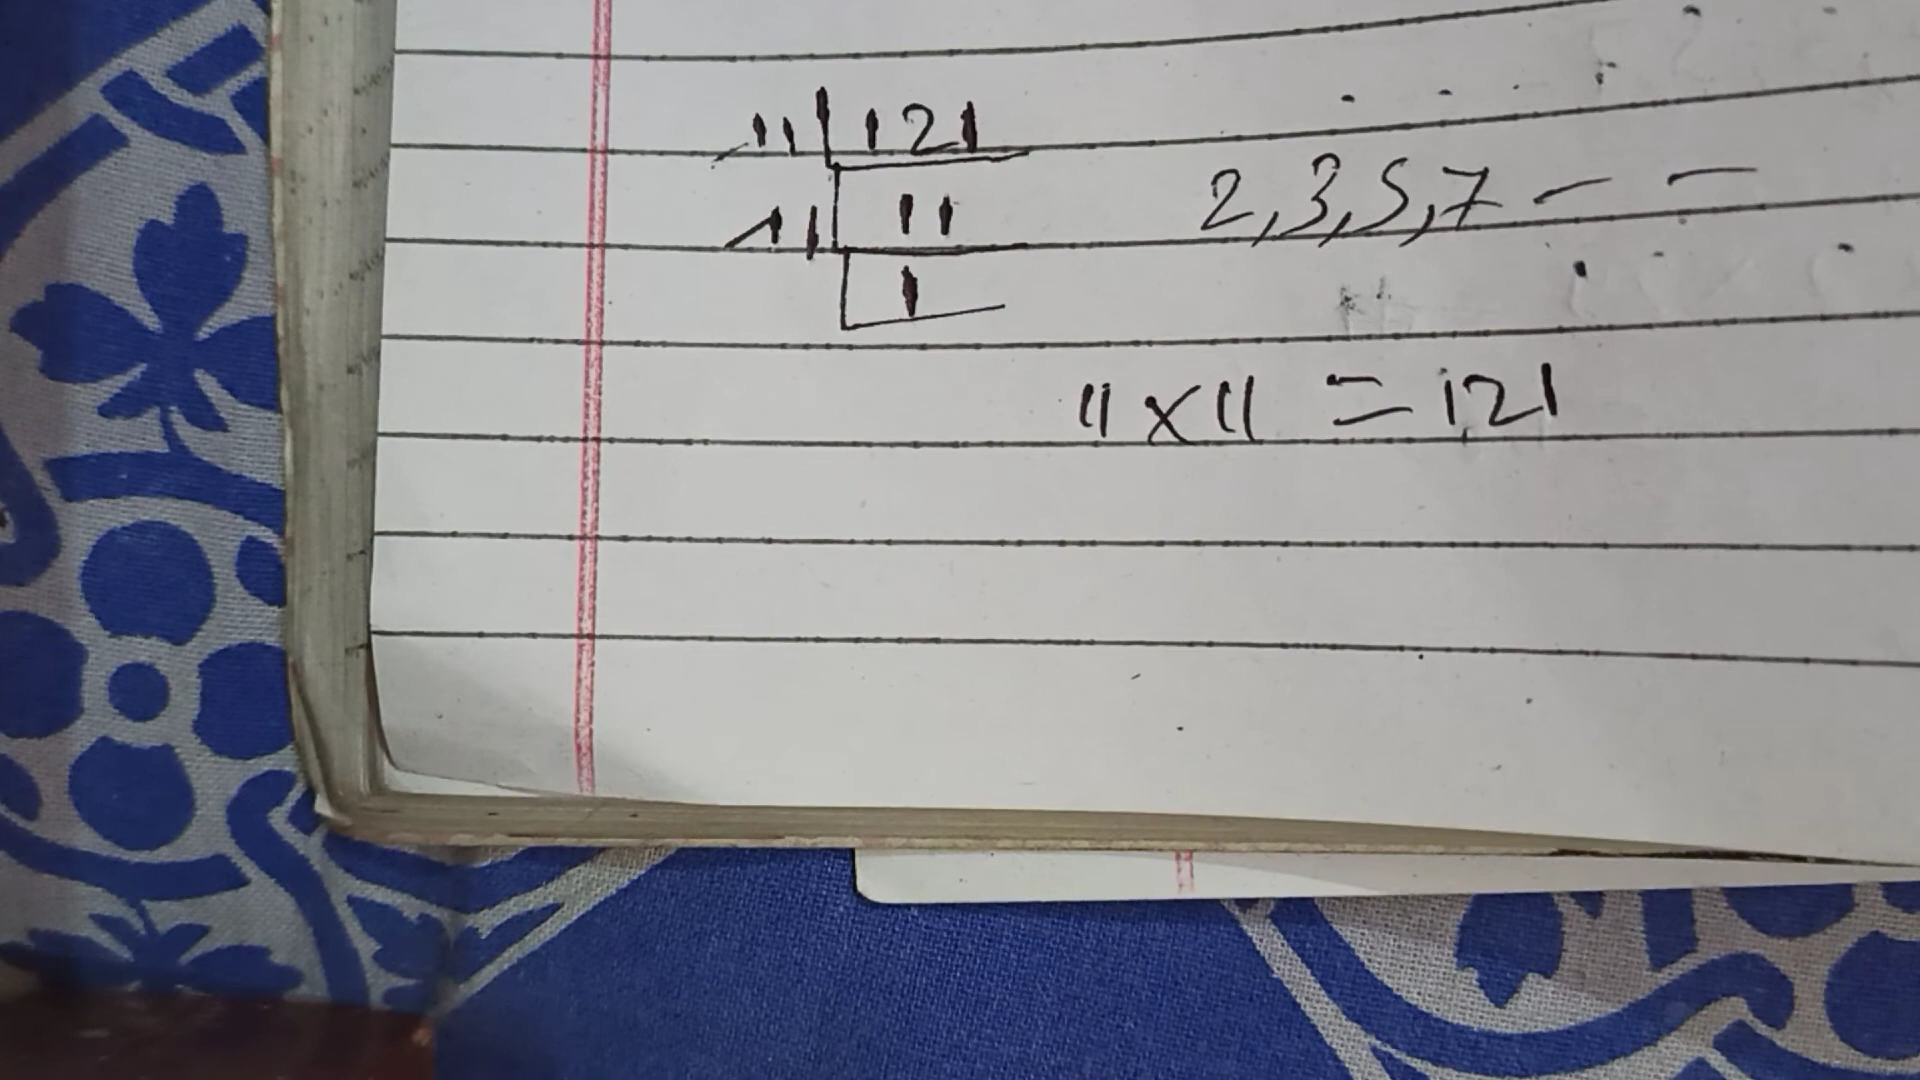 11 | 121
11 | 11
1
2, 3, 5, 7 - -
11 × 11 = 121